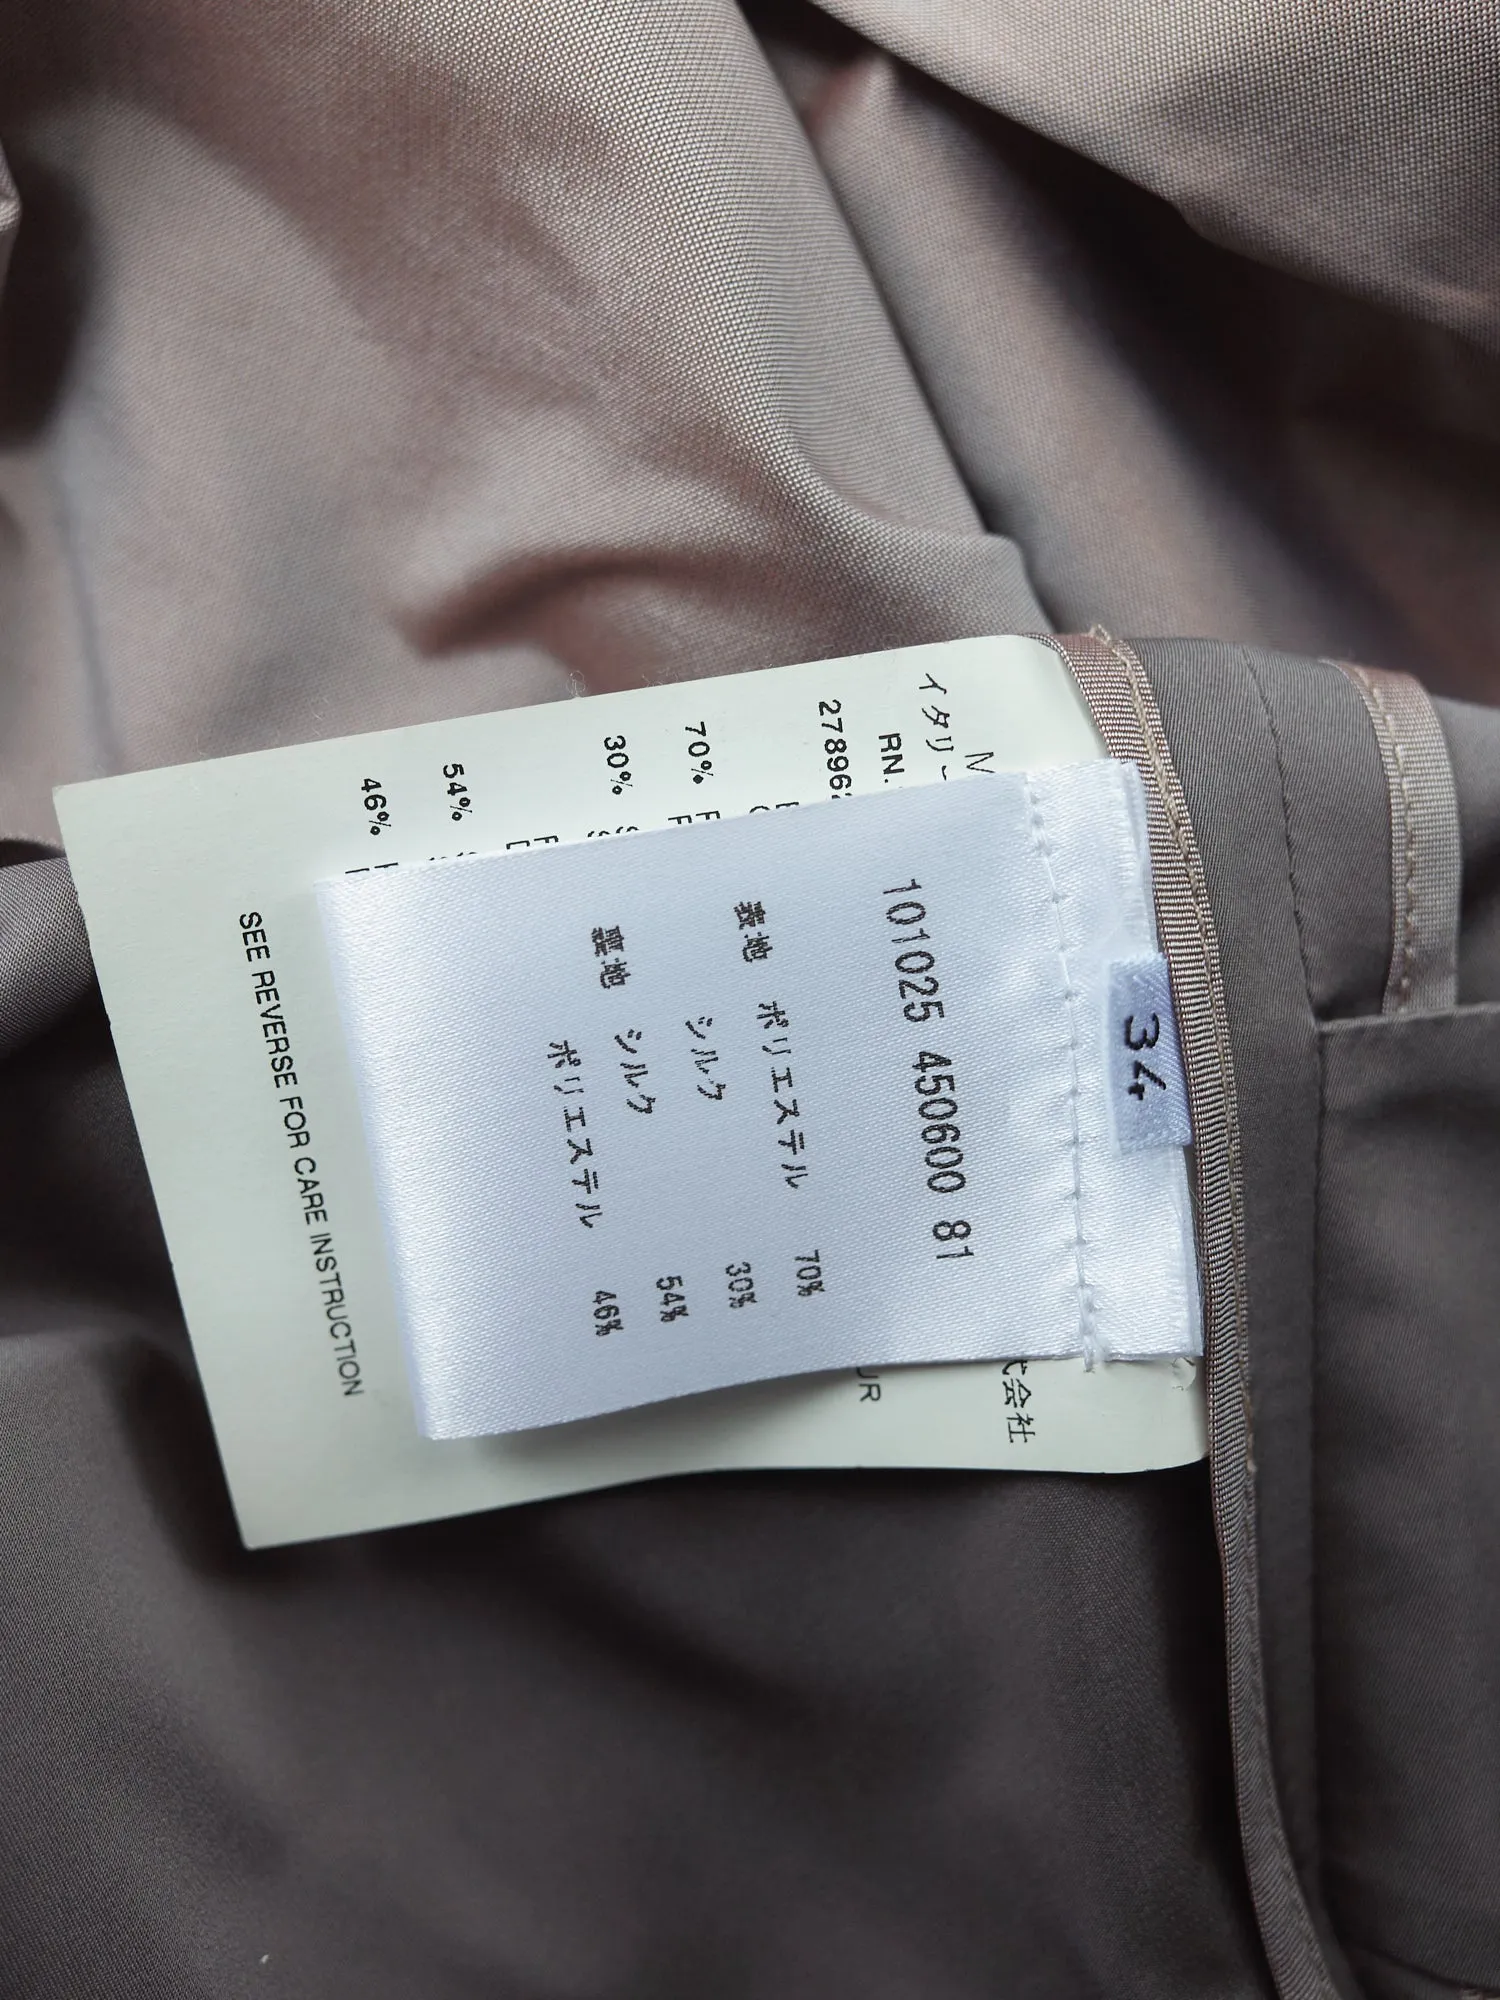 34
101025 450600 81
表地 ポリエステル 70%
シルク 30%
裏地 シルク 54%
ポリエステル 46%
イタリ
RN.
27896
70%
30%
54%
46%
SEE REVERSE FOR CARE INSTRUCTION
式会社
UR